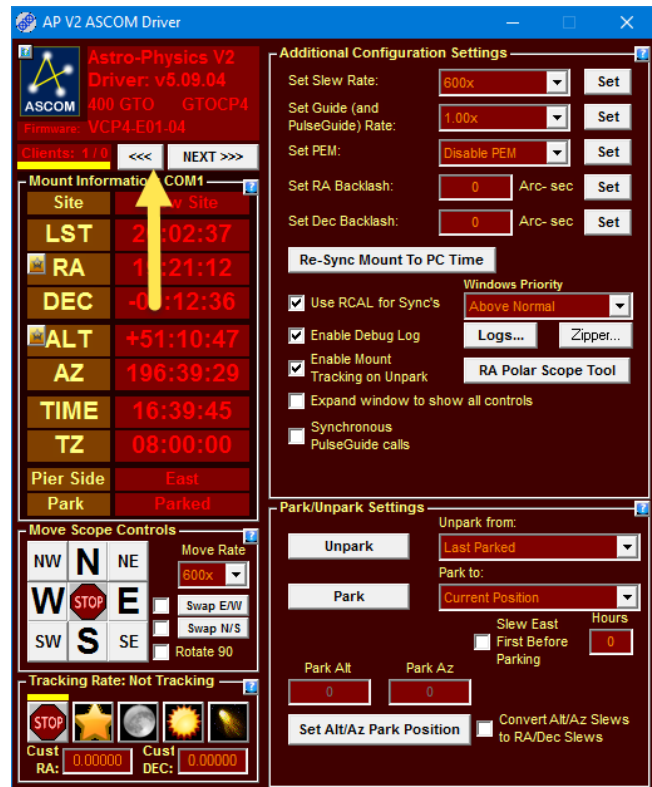 AP V2 ASCOM Driver
Astro-Physics V2
Driver: v5.09.04
400 GTO GTOCP4
ASCOM
Firmware: VCP4-E01-04
Clients: 1 / 0
<<<
NEXT >>>
Mount Information COM1
Site
Site
LST
:02:37
RA
:21:12
DEC
:12:36
ALT
+51:10:47
AZ
196:39:29
TIME
16:39:45
TZ
08:00:00
Pier Side
East
Park
Parked
Move Scope Controls
NW
N
NE
Move Rate
600x
W
STOP
E
Swap E/W
Swap N/S
SW
S
SE
Rotate 90
Tracking Rate: Not Tracking
STOP
Cust RA:
0.00000
Cust DEC:
0.00000
Additional Configuration Settings
Set Slew Rate:
600x
Set
Set Guide (and
PulseGuide) Rate:
1.00x
Set
Set PEM:
Disable PEM
Set
Set RA Backlash:
0
Arc- sec
Set
Set Dec Backlash:
0
Arc- sec
Set
Re-Sync Mount To PC Time
Windows Priority
Use RCAL for Sync's
Above Normal
Enable Debug Log
Logs...
Zipper...
Enable Mount
Tracking on Unpark
RA Polar Scope Tool
Expand window to show all controls
Synchronous
PulseGuide calls
Park/Unpark Settings
Unpark from:
Unpark
Last Parked
Park to:
Park
Current Position
Slew East
First Before
Parking
Hours
0
Park Alt
Park Az
0
0
Set Alt/Az Park Position
Convert Alt/Az Slews
to RA/Dec Slews